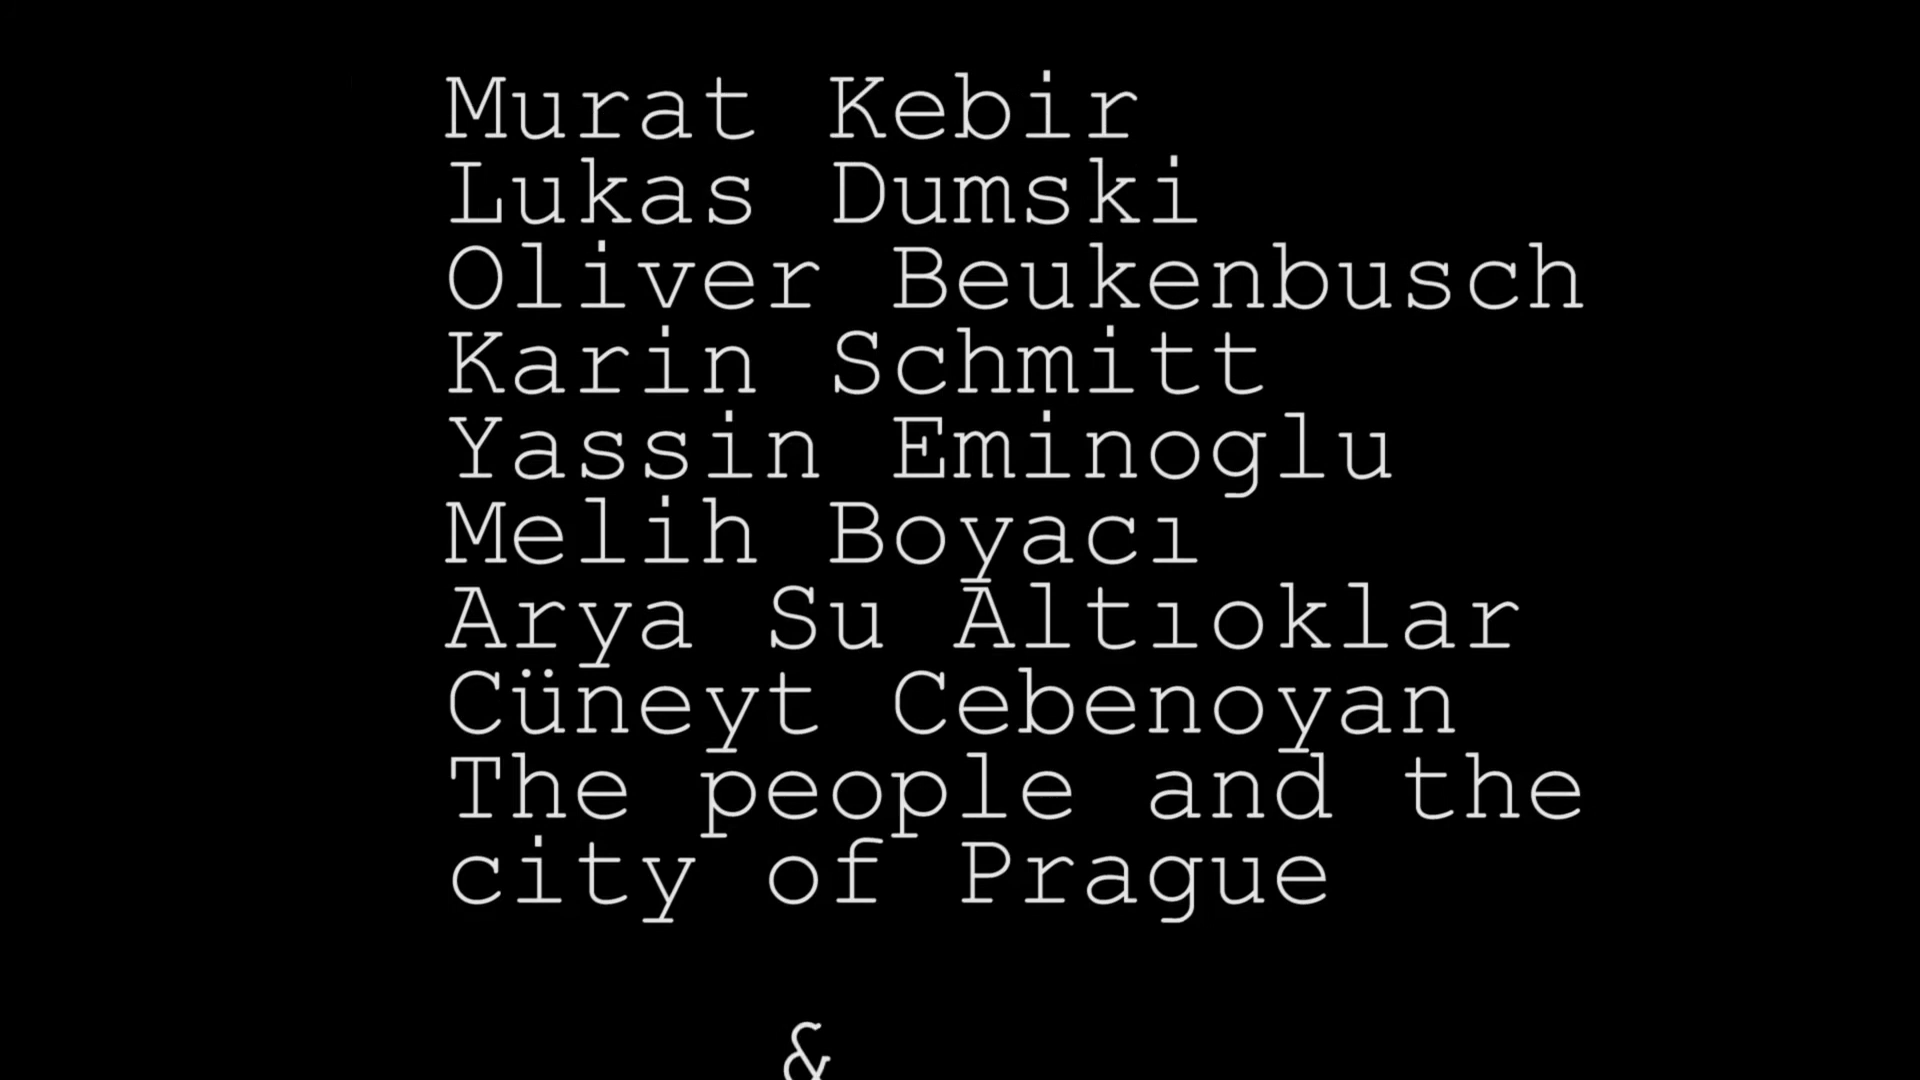 Murat Kebir
Lukas Dumski
Oliver Beukenbusch
Karin Schmitt
Yassin Eminoglu
Melih Boyacı
Arya Su Altıoklar
Cüneyt Cebenoyan
The people and the
city of Prague
&